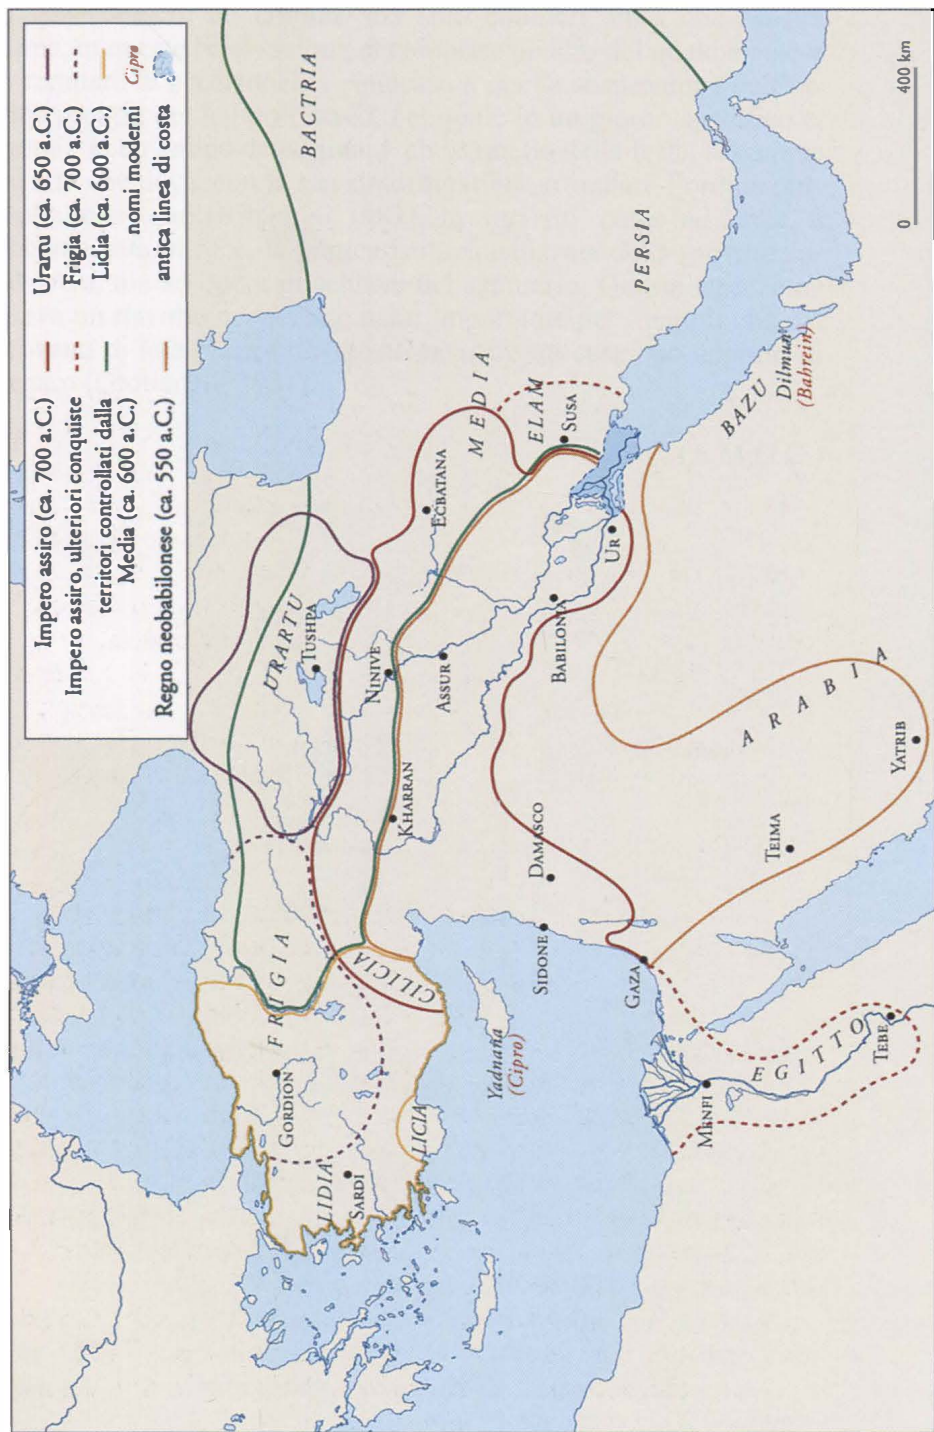 Impero assiro (ca. 700 a.C.)
Impero assiro, ulteriori conquiste
territori controllati dalla
Media (ca. 600 a.C.)
Regno neobabilonese (ca. 550 a.C.)
Urartu (ca. 650 a.C.)
Frigia (ca. 700 a.C.)
Lidia (ca. 600 a.C.)
Cipro
nomi moderni
antica linea di costa
BACTRIA
URARTU
TUSHPA
FRIGIA
GORDION
LIDIA
SARDI
LICIA
CILICIA
Yadnana
(Cipro)
KHARRAN
NINIVE
ASSUR
ECBATANA
MEDIA
ELAM
SUSA
PERSIA
BABILONIA
UR
DAMASCO
SIDONE
GAZA
BAZU
Dilmun
(Bahrein)
ARABIA
TEIMA
YATRIB
EGITTO
MENFI
TEBE
0
400 km